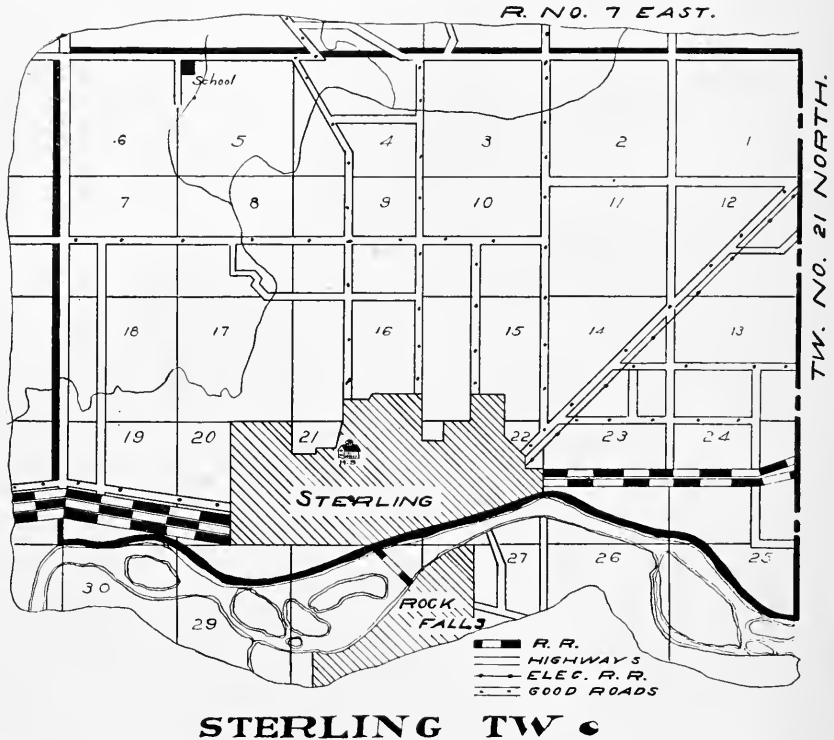 R. NO. 7 EAST.
TW. NO. 21 NORTH.
School
6 5 4 3 2 1
7 8 9 10 11 12
18 17 16 15 14 13
19 20 21 22 23 24
H.S
STERLING
30 29 27 26 25
ROCK
FALLS
R. R.
HIGHWAYS
ELEC. R. R.
GOOD ROADS
STERLING TW